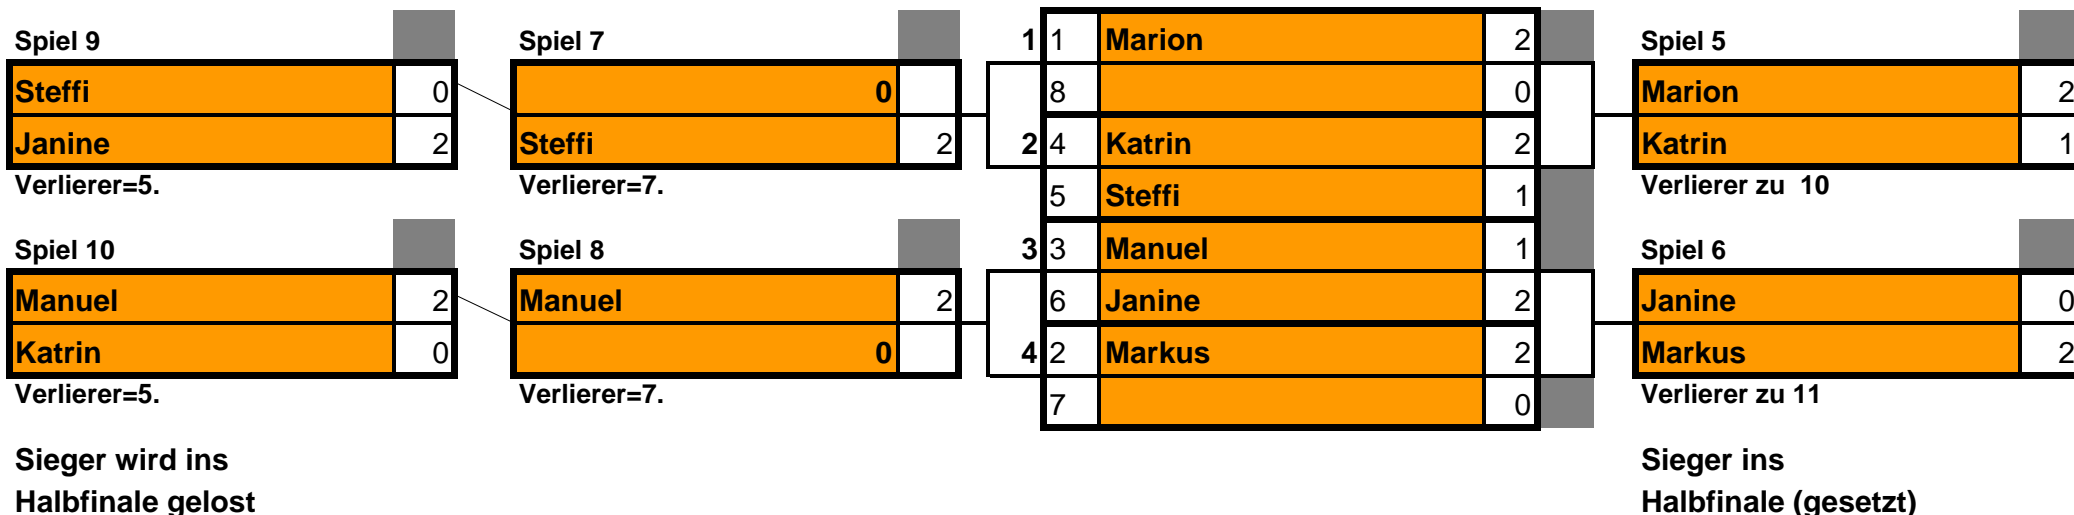 1 1 Marion 2
Spiel 9 Spiel 7 Spiel 5
Steffi 0 0 8 0 Marion 2
Janine 2 Steffi 2 2 4 Katrin 2 Katrin 1
Verlierer=5. Verlierer=7. 5 Steffi 1 Verlierer zu 10
Spiel 10 Spiel 8 3 3 Manuel 1 Spiel 6
Manuel 2 Manuel 2 6 Janine 2 Janine 0
Katrin 0 0 4 2 Markus 2 Markus 2
Verlierer=5. Verlierer=7. 7 0 Verlierer zu 11
Sieger wird ins Sieger ins
Halbfinale gelost Halbfinale (gesetzt)